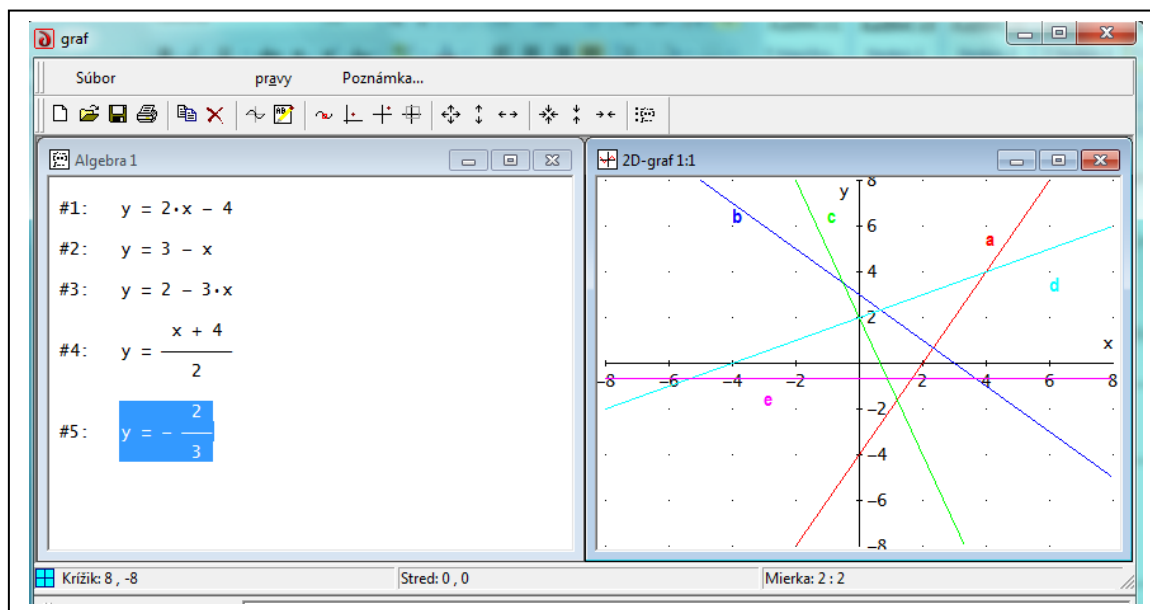 graf
Súbor pravy Poznámka...
Algebra 1
#1: y = 2·x – 4
#2: y = 3 – x
#3: y = 2 – 3·x
#4: y = x + 4
2
#5: y = – 2
3
2D-graf 1:1
y 8
b c 6
a
4
d
2
x
–8 –6 –4 –2 2 4 6 8
e
–2
–4
–6
–8
Krížik: 8 , -8 Stred: 0 , 0 Mierka: 2 : 2